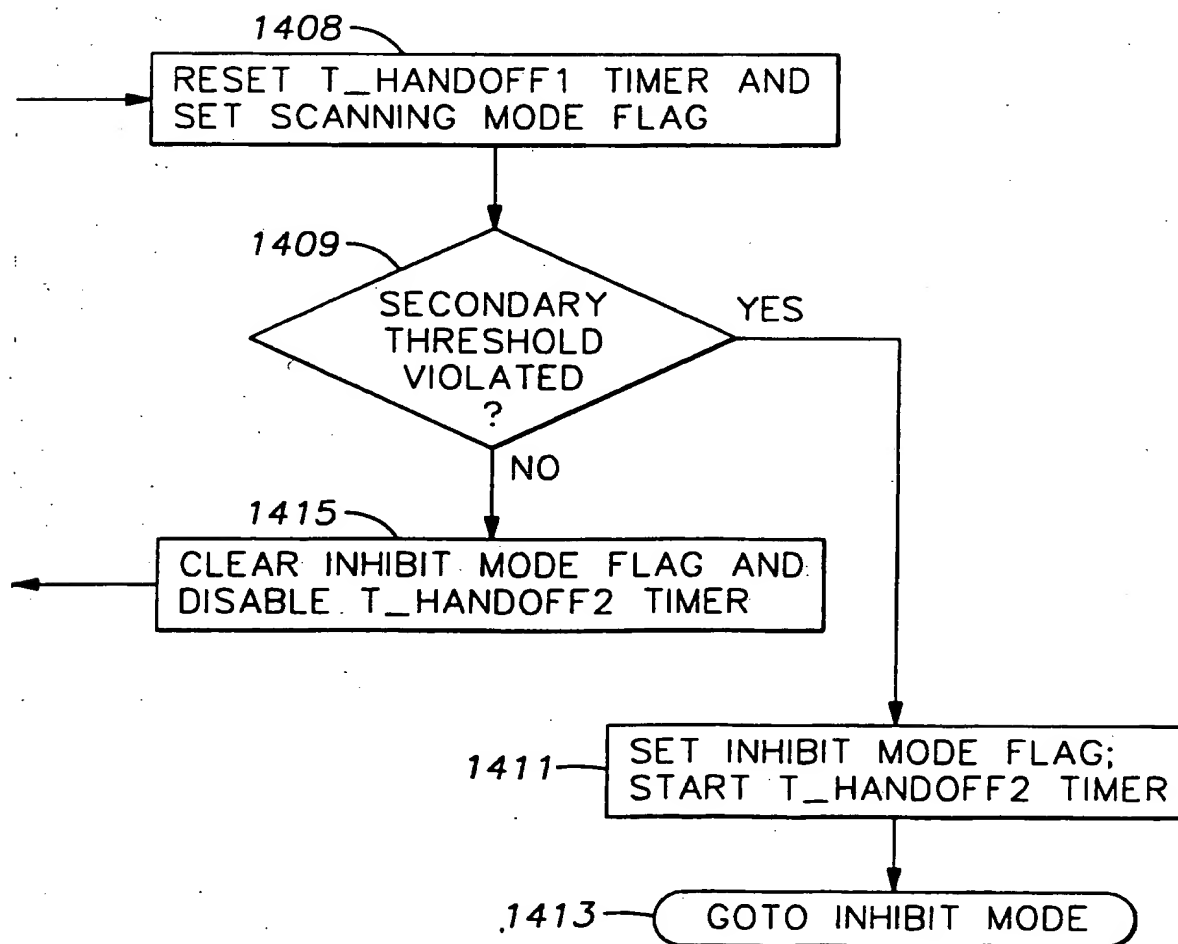 1408
RESET T_HANDOFF1 TIMER AND
SET SCANNING MODE FLAG
1409
SECONDARY
THRESHOLD
VIOLATED
?
YES
NO
1415
CLEAR INHIBIT MODE FLAG AND
DISABLE T_HANDOFF2 TIMER
1411
SET INHIBIT MODE FLAG;
START T_HANDOFF2 TIMER
1413
GOTO INHIBIT MODE